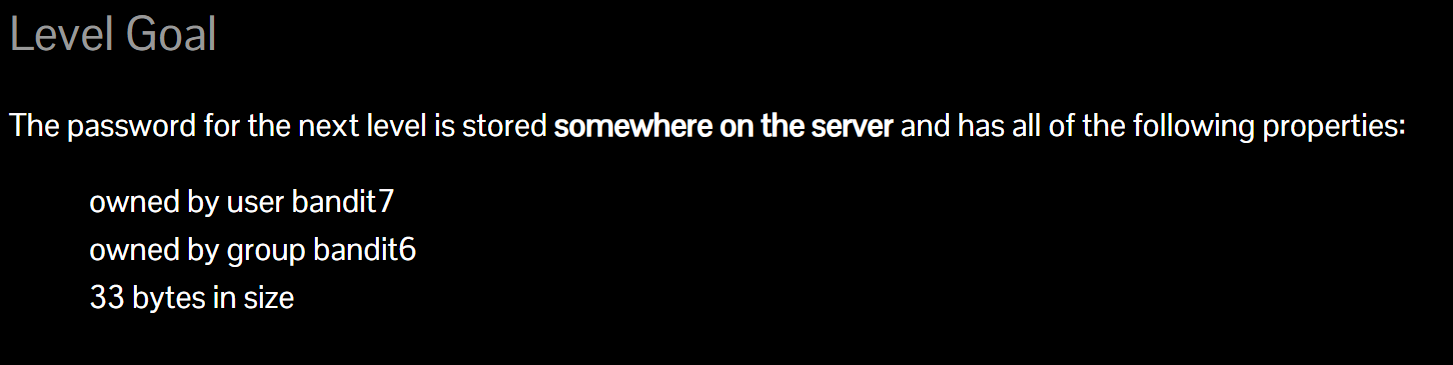 Level Goal
The password for the next level is stored somewhere on the server and has all of the following properties:
owned by user bandit7
owned by group bandit6
33 bytes in size